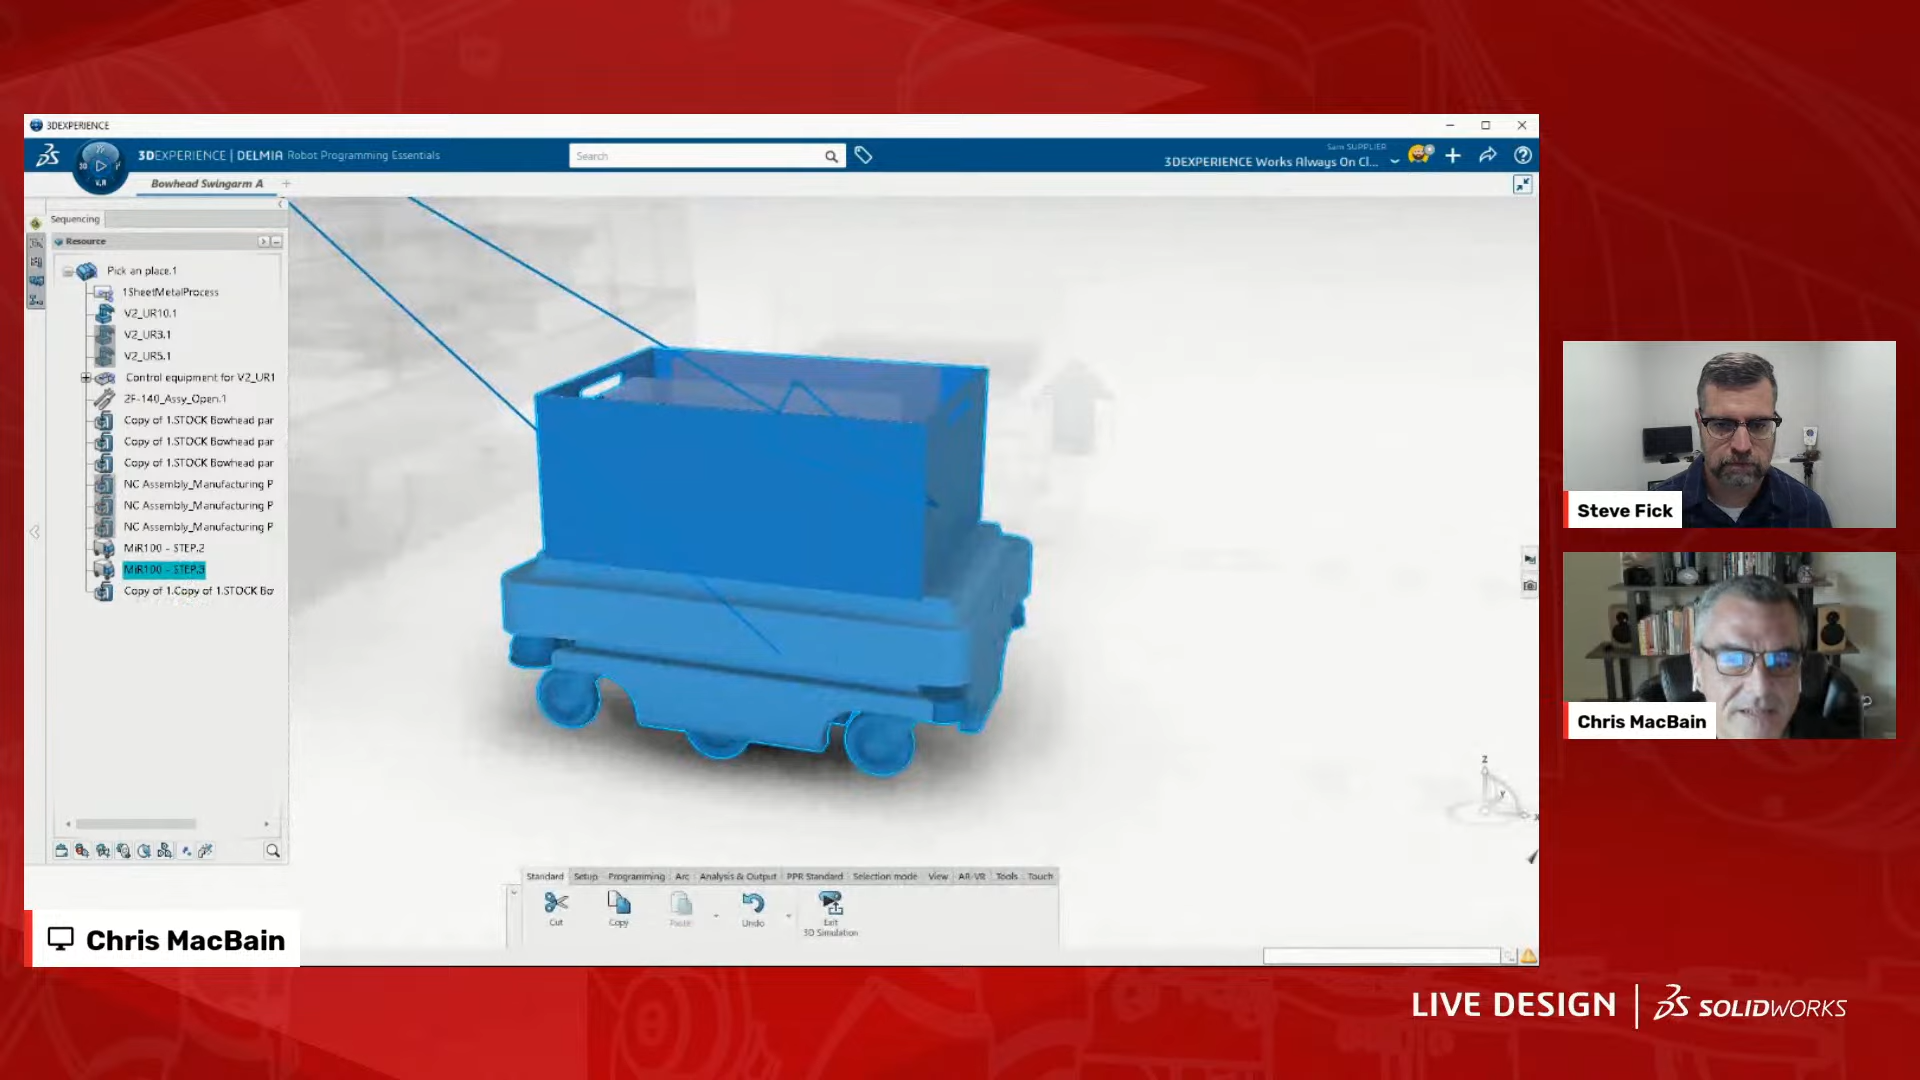 3DEXPERIENCE
3DEXPERIENCE | DELMIA Robot Programming Essentials
Search
Sam SUPPLIER
3DEXPERIENCE Works Always On Cl...
3D
V.R
Bowhead Swingarm A
Sequencing
Resource
Pick an place.1
1SheetMetalProcess
V2_UR10.1
V2_UR3.1
V2_UR5.1
Control equipment for V2_UR1
2F-140_Assy_Open.1
Copy of 1.STOCK Bowhead par
Copy of 1.STOCK Bowhead par
Copy of 1.STOCK Bowhead par
NC Assembly_Manufacturing P
NC Assembly_Manufacturing P
NC Assembly_Manufacturing P
MiR100 - STEP.2
MiR100 - STEP.3
Copy of 1.Copy of 1.STOCK Bo
z
y
x
Standard Setup Programming Arc Analysis & Output PPR Standard Selection mode View AR-VR Tools Touch
Cut Copy Paste Undo Exit
3D Simulation
Chris MacBain
Steve Fick
Chris MacBain
LIVE DESIGN | SOLIDWORKS